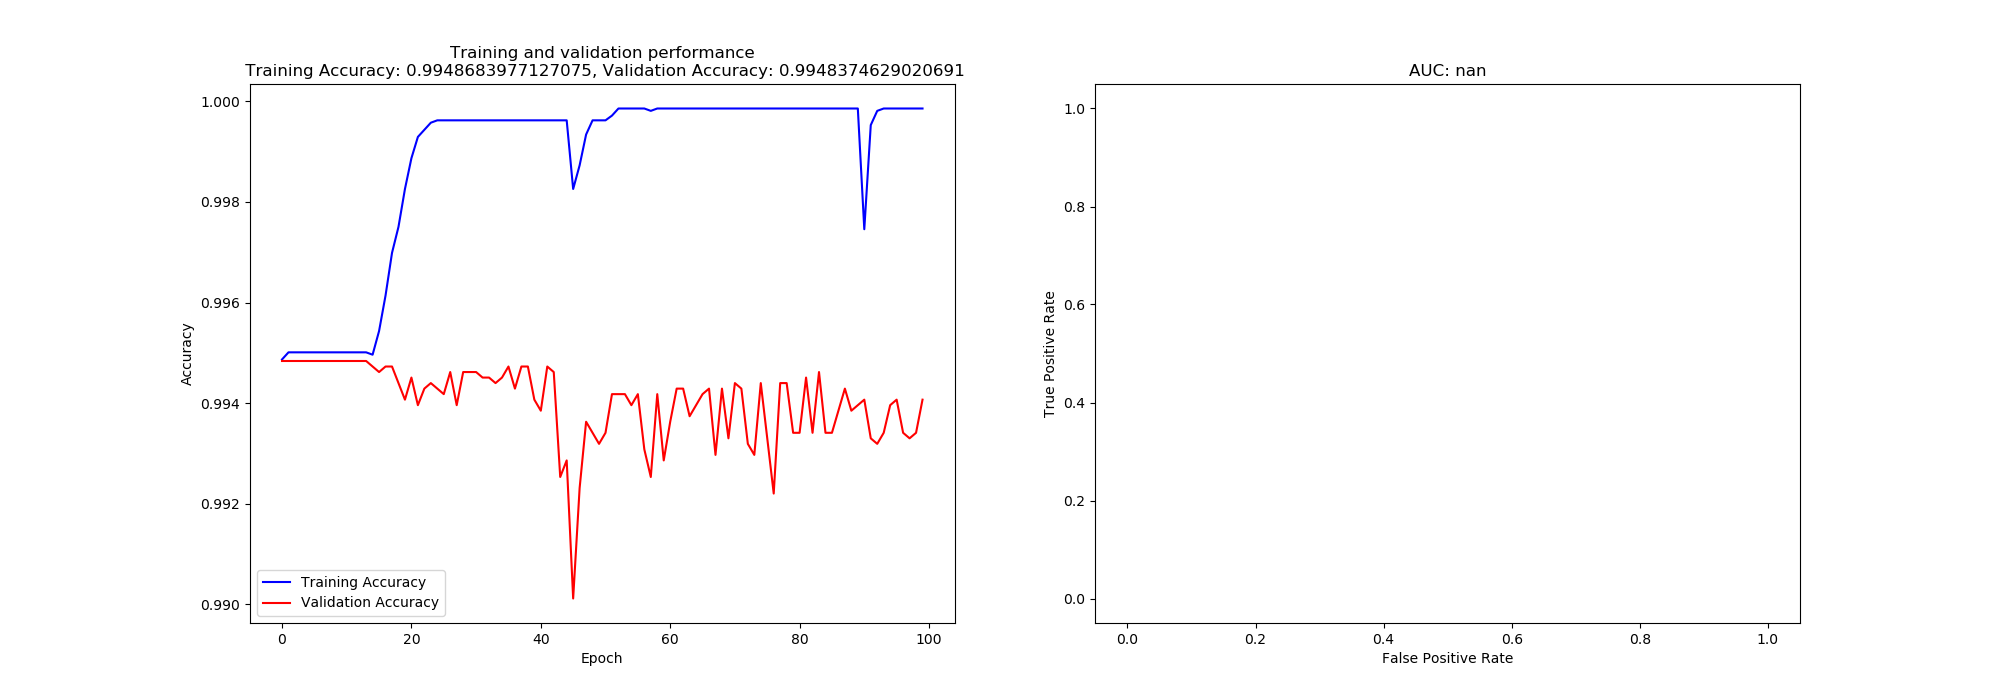 Training and validation performance
Training Accuracy: 0.9948683977127075, Validation Accuracy: 0.9948374629020691
1.000
0.998
0.996
0.994
0.992
0.990
Accuracy
Training Accuracy
Validation Accuracy
0
20
40
60
80
100
Epoch
AUC: nan
1.0
0.8
0.6
0.4
0.2
0.0
True Positive Rate
0.0
0.2
0.4
0.6
0.8
1.0
False Positive Rate